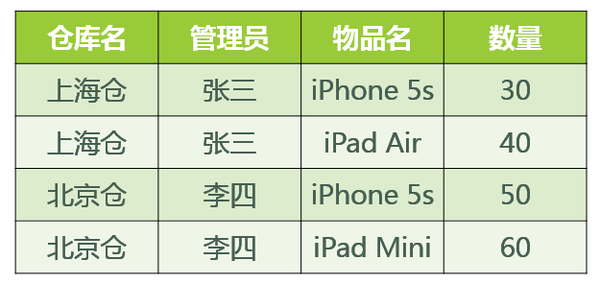 仓库名 管理员 物品名 数量
上海仓 张三 iPhone 5s 30
上海仓 张三 iPad Air 40
北京仓 李四 iPhone 5s 50
北京仓 李四 iPad Mini 60